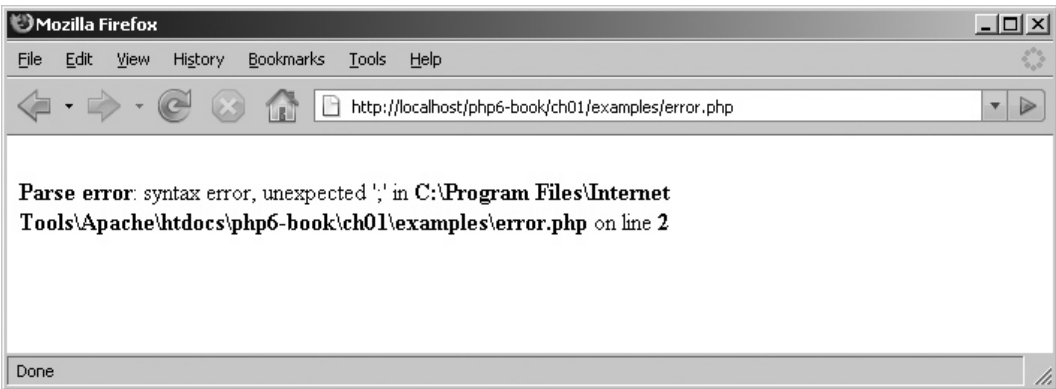 Mozilla Firefox
File Edit View History Bookmarks Tools Help
http://localhost/php6-book/ch01/examples/error.php
Parse error: syntax error, unexpected ';' in C:\Program Files\Internet
Tools\Apache\htdocs\php6-book\ch01\examples\error.php on line 2
Done